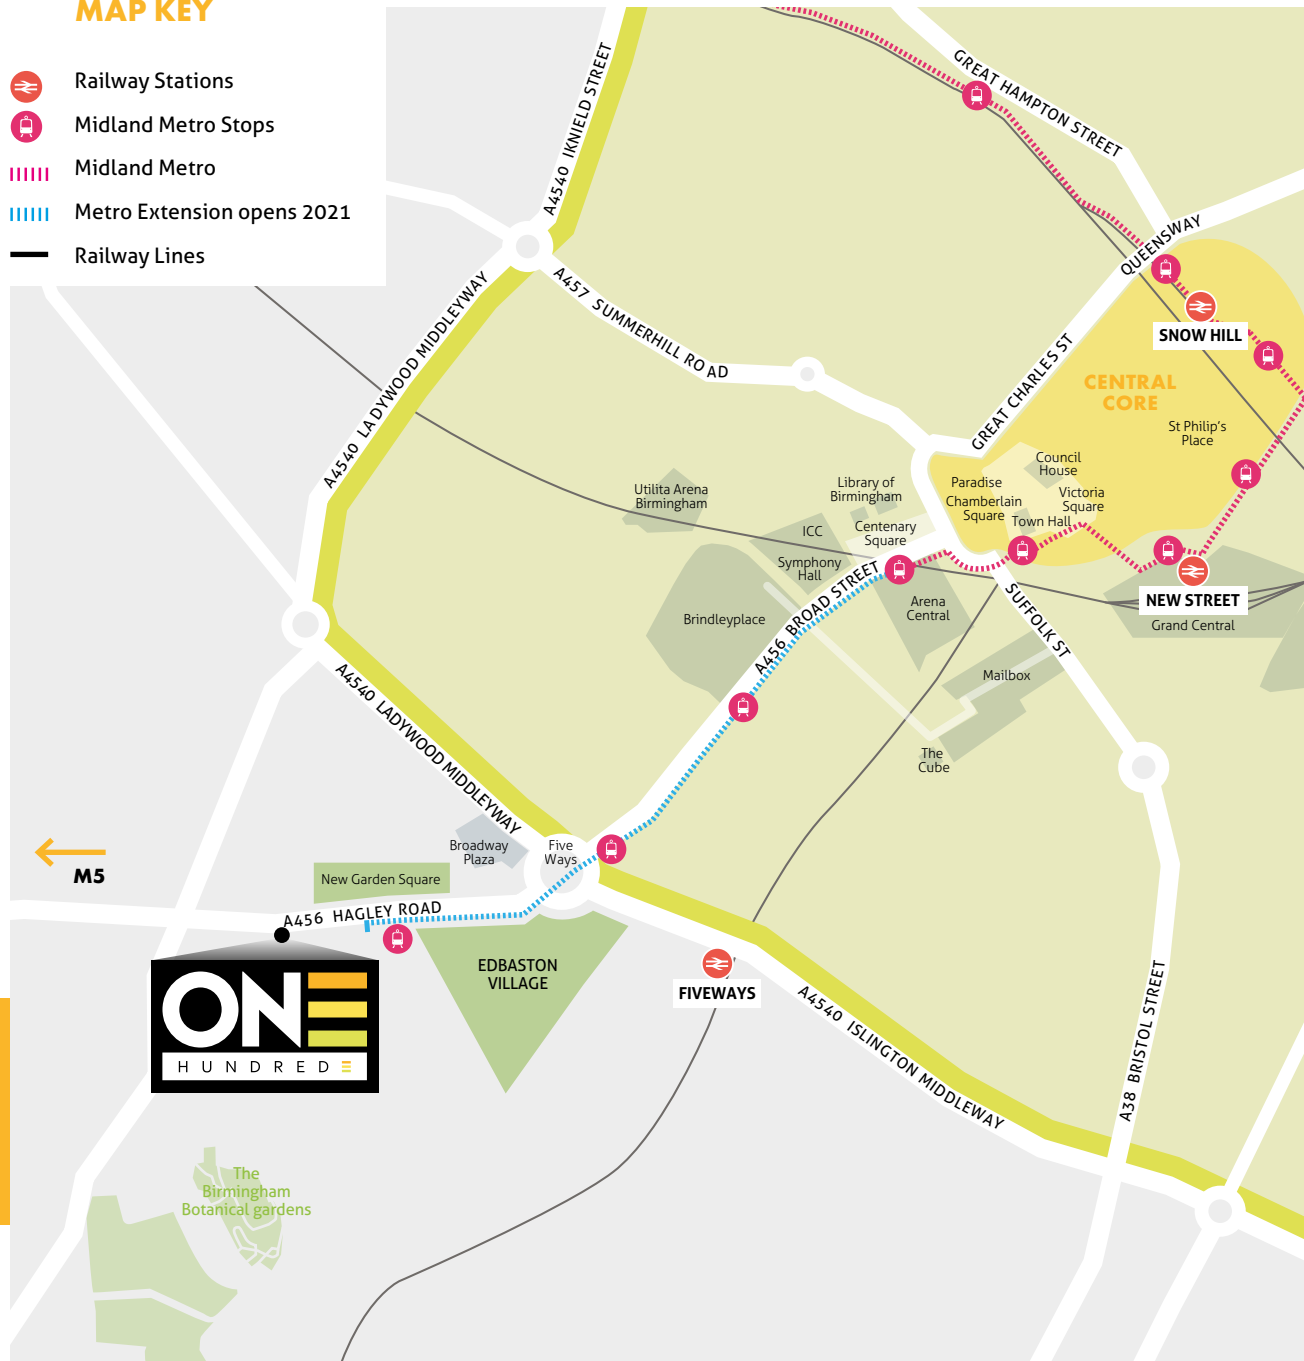 MAP KEY
Railway Stations
Midland Metro Stops
Midland Metro
Metro Extension opens 2021
Railway Lines
A4540 IKNIELD STREET
GREAT HAMPTON STREET
QUEENSWAY
A457 SUMMERHILL ROAD
A4540 LADYWOOD MIDDLEYWAY
GREAT CHARLES ST
SNOW HILL
CENTRAL
CORE
St Philip's
Place
Council
House
Paradise
Chamberlain
Square
Victoria
Square
Town Hall
Library of
Birmingham
Utilita Arena
Birmingham
ICC
Centenary
Square
Symphony
Hall
Brindleyplace
A456 BROAD STREET
Arena
Central
SUFFOLK ST
NEW STREET
Grand Central
Mailbox
The
Cube
A4540 LADYWOOD MIDDLEYWAY
Broadway
Plaza
Five
Ways
M5
New Garden Square
A456 HAGLEY ROAD
EDBASTON
VILLAGE
ONE
HUNDRED
FIVEWAYS
A4540 ISLINGTON MIDDLEWAY
A38 BRISTOL STREET
The
Birmingham
Botanical gardens